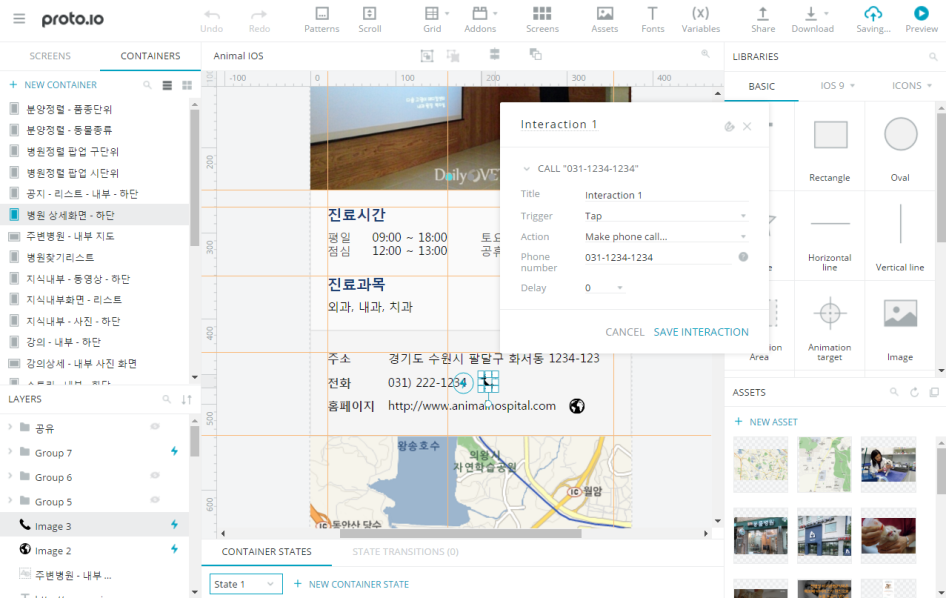 proto.io
Undo
Redo
Patterns
Scroll
Grid
Addons
Screens
Assets
Fonts
Variables
Share
Download
Saving...
Preview
SCREENS
CONTAINERS
+ NEW CONTAINER
분양정렬 - 품종단위
분양정렬 - 동물종류
병원정렬 팝업 구단위
병원정렬 팝업 시단위
공지 - 리스트 - 내부 - 하단
병원 상세화면 - 하단
주변병원 - 내부 지도
병원찾기리스트
지식내부 - 동영상 - 하단
지식내부화면 - 리스트
지식내부 - 사진 - 하단
강의 - 내부 - 하단
강의상세 - 내부 사진 화면
LAYERS
공유
Group 7
Group 6
Group 5
Image 3
Image 2
주변병원 - 내부 ...
Animal IOS
-100
0
100
200
300
400
200
300
400
500
600
Daily VET
진료시간
평일 09:00 ~ 18:00 토요
점심 12:00 ~ 13:00 공휴
진료과목
외과, 내과, 치과
주소 경기도 수원시 팔달구 화서동 1234-123
전화 031) 222-1234
홈페이지 http://www.animalhospital.com
왕송호수
의왕시
자연학습공원
IC 월암
IC 동안산 당수
Interaction 1
CALL "031-1234-1234"
Title Interaction 1
Trigger Tap
Action Make phone call...
Phone number 031-1234-1234
Delay 0
CANCEL SAVE INTERACTION
CONTAINER STATES
STATE TRANSITIONS (0)
State 1
+ NEW CONTAINER STATE
LIBRARIES
BASIC
IOS 9
ICONS
Rectangle
Oval
Horizontal line
Vertical line
Area
Animation target
Image
ASSETS
+ NEW ASSET